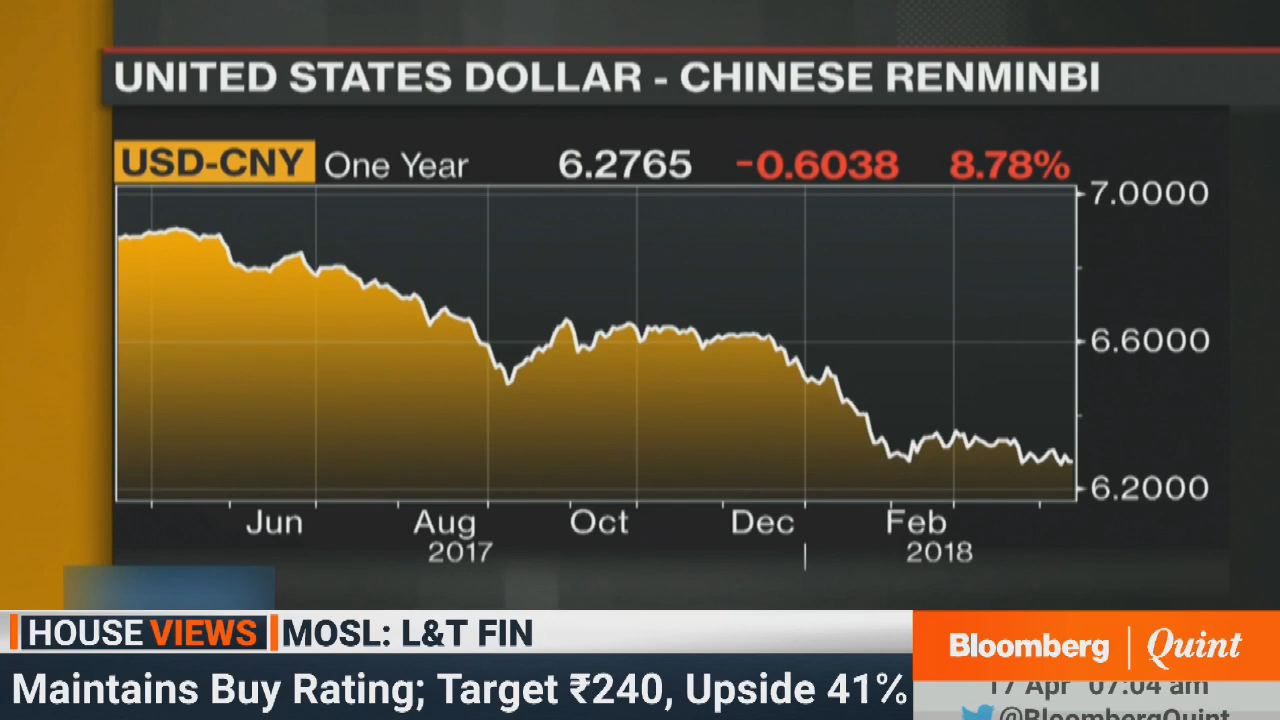 UNITED STATES DOLLAR - CHINESE RENMINBI
USD-CNY One Year 6.2765 -0.6038 8.78%
7.0000
6.6000
6.2000
Jun Aug Oct Dec Feb
2017 2018
HOUSE VIEWS MOSL: L&T FIN
Maintains Buy Rating; Target ₹240, Upside 41%
Bloomberg | Quint
17 Apr 07:04 am
@BloombergQuint